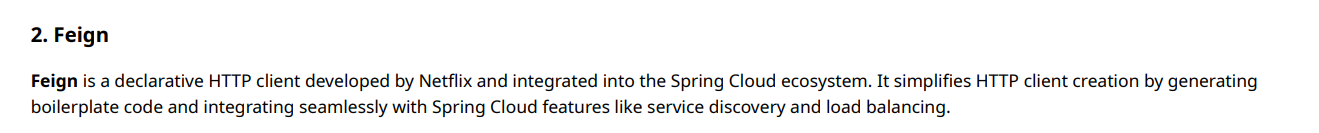 2. Feign
Feign is a declarative HTTP client developed by Netflix and integrated into the Spring Cloud ecosystem. It simplifies HTTP client creation by generating
boilerplate code and integrating seamlessly with Spring Cloud features like service discovery and load balancing.